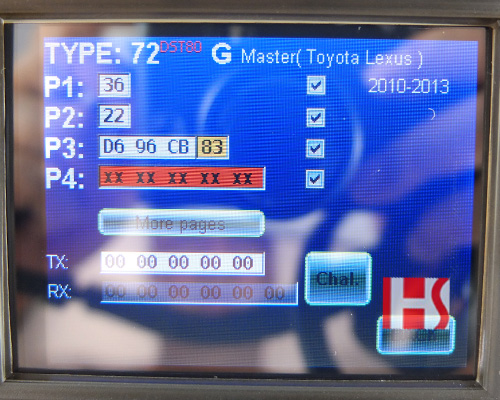 TYPE: 72 DST80 G Master( Toyota Lexus )
P1: 36 2010-2013
P2: 22 )
P3: D6 96 CB 83
P4: XX XX XX XX XX
More pages
TX: 00 00 00 00 00
RX: 00 00 00 00 00 00
Chal.
HS